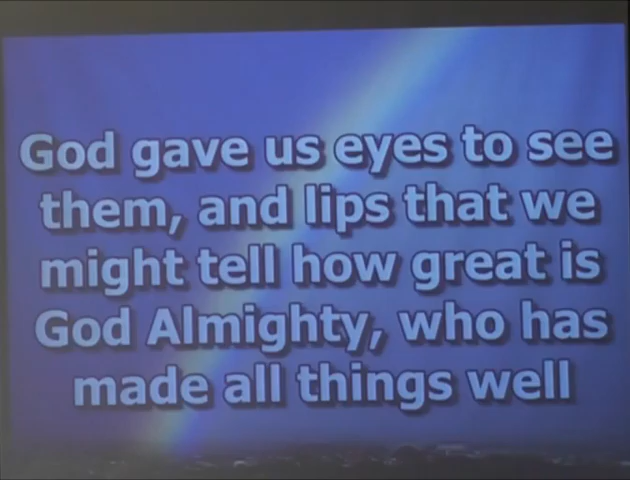 God gave us eyes to see
them, and lips that we
might tell how great is
God Almighty, who has
made all things well